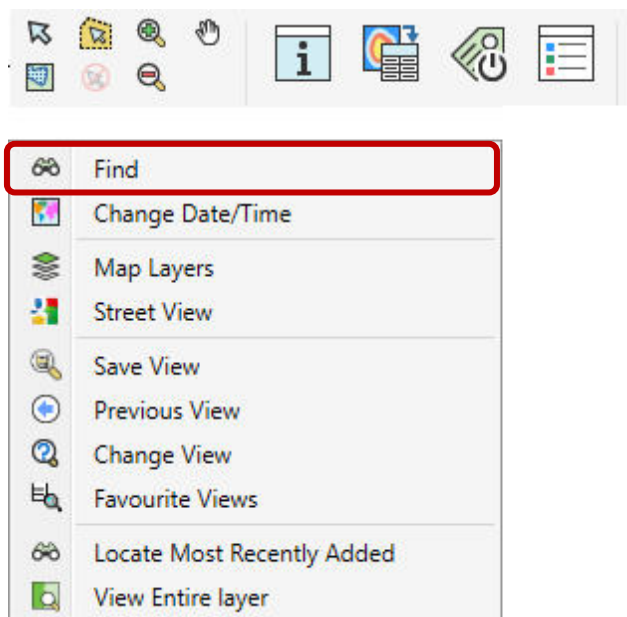 Find
Change Date/Time
Map Layers
Street View
Save View
Previous View
Change View
Favourite Views
Locate Most Recently Added
View Entire layer